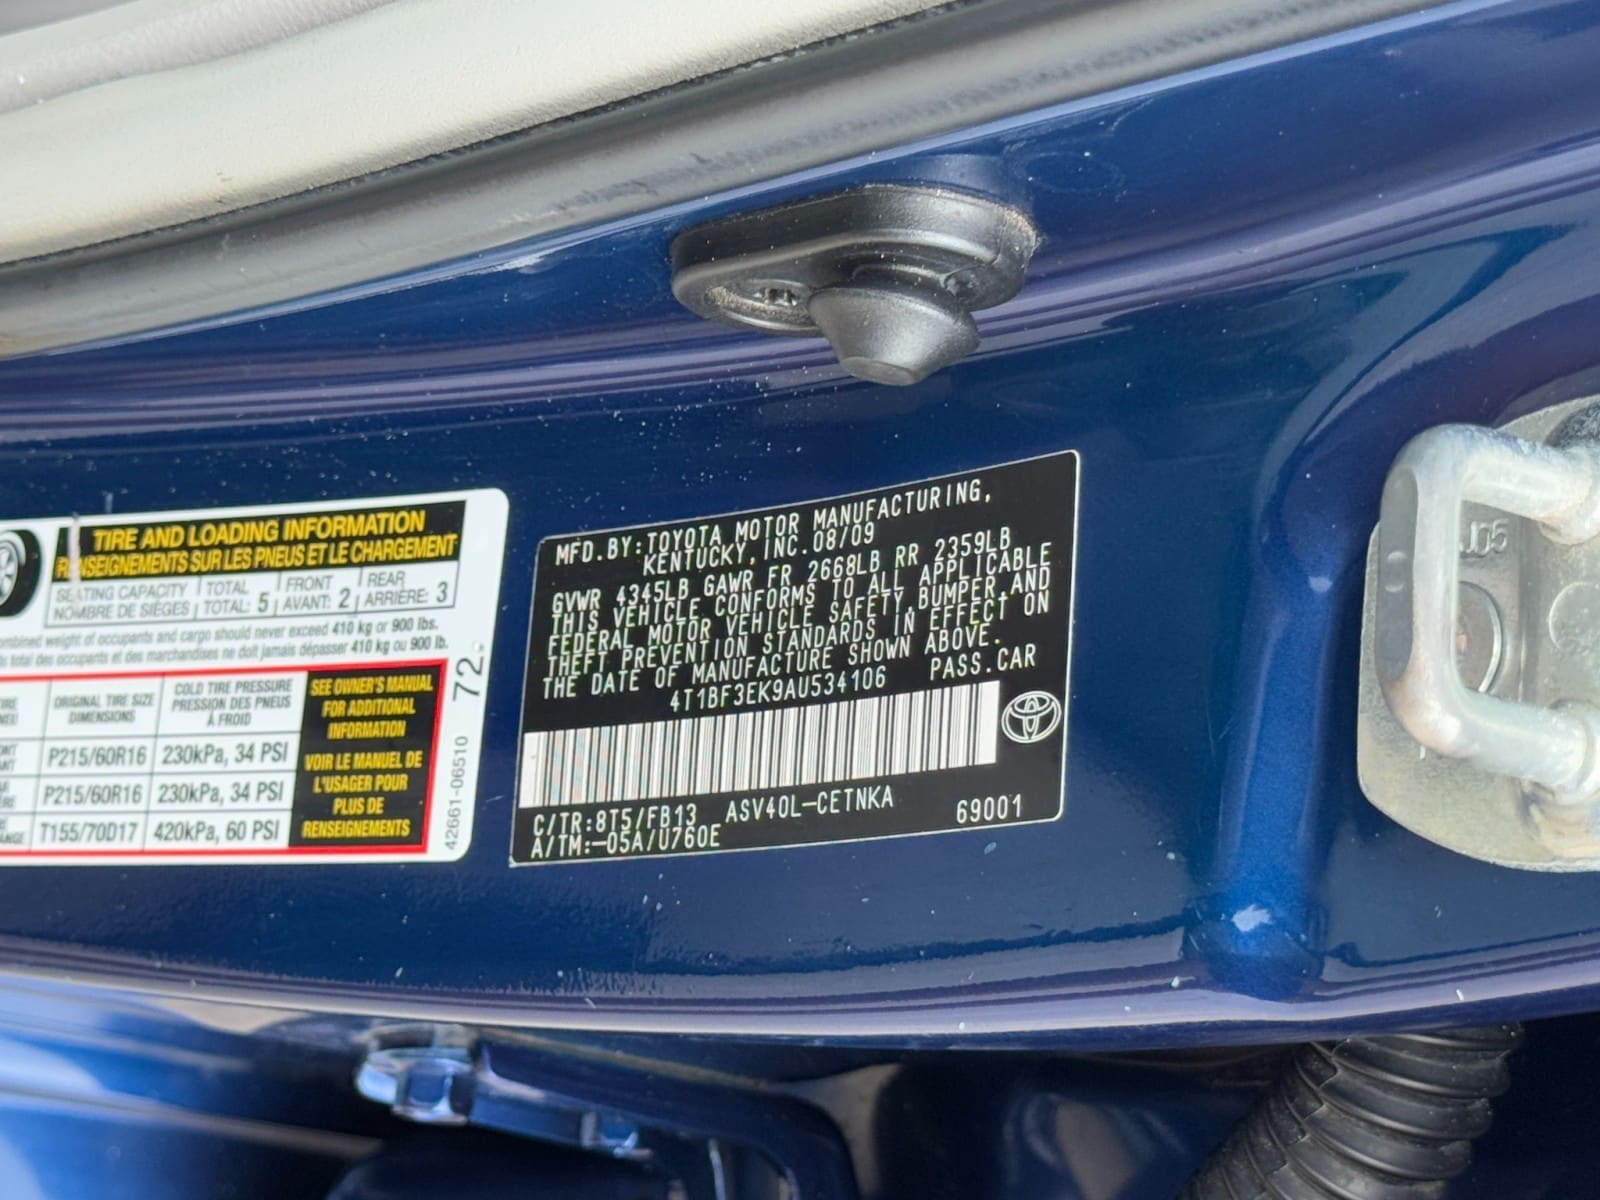 TIRE AND LOADING INFORMATION
RENSEIGNEMENTS SUR LES PNEUS ET LE CHARGEMENT
SEATING CAPACITY TOTAL FRONT REAR
NOMBRE DE SIÈGES TOTAL: 5 AVANT: 2 ARRIÈRE: 3
combined weight of occupants and cargo should never exceed 410 kg or 900 lbs.
total des occupants et des marchandises ne doit jamais dépasser 410 kg ou 900 lb.
ORIGINAL TIRE SIZE COLD TIRE PRESSURE
DIMENSIONS PRESSION DES PNEUS
À FROID
P215/60R16 230kPa, 34 PSI
P215/60R16 230kPa, 34 PSI
T155/70D17 420kPa, 60 PSI
SEE OWNER'S MANUAL
FOR ADDITIONAL
INFORMATION
VOIR LE MANUEL DE
L'USAGER POUR
PLUS DE
RENSEIGNEMENTS
72
42661-06510
MFD.BY:TOYOTA MOTOR MANUFACTURING,
KENTUCKY,INC.08/09
GVWR 4345LB GAWR FR 2668LB RR 2359LB
THIS VEHICLE CONFORMS TO ALL APPLICABLE
FEDERAL MOTOR VEHICLE SAFETY,BUMPER,AND
THEFT PREVENTION STANDARDS IN EFFECT ON
THE DATE OF MANUFACTURE SHOWN ABOVE.
4T1BF3EK9AU534106 PASS.CAR
C/TR:8T5/FB13 ASV40L-CETNKA
A/TM:-05A/U760E 69001